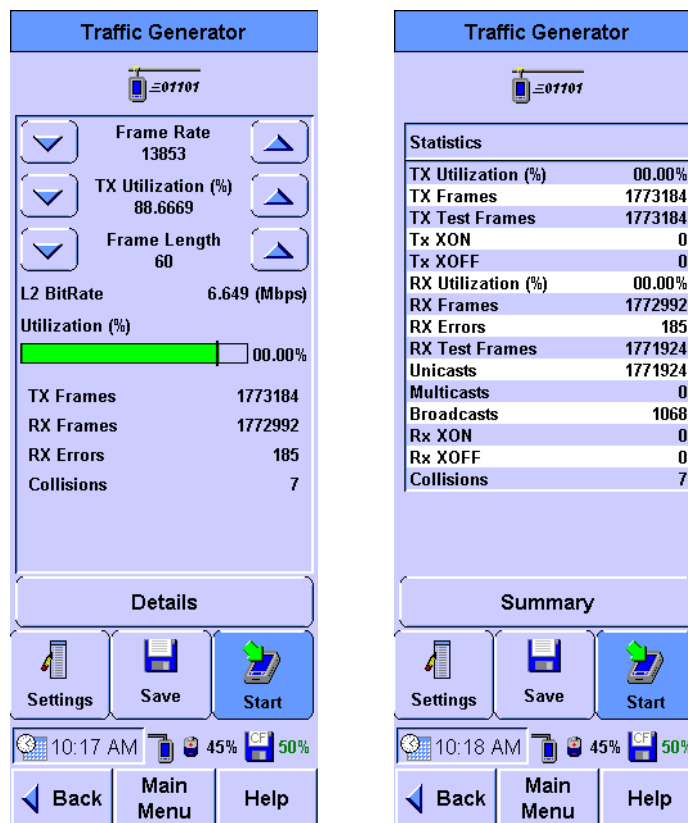 Traffic Generator
01101
Frame Rate
13853
TX Utilization (%)
88.6669
Frame Length
60
L2 BitRate 6.649 (Mbps)
Utilization (%)
00.00%
TX Frames 1773184
RX Frames 1772992
RX Errors 185
Collisions 7
Details
Settings Save Start
10:17 AM 45% CF 50%
Back Main Menu Help
Traffic Generator
01101
Statistics
TX Utilization (%) 00.00%
TX Frames 1773184
TX Test Frames 1773184
Tx XON 0
Tx XOFF 0
RX Utilization (%) 00.00%
RX Frames 1772992
RX Errors 185
RX Test Frames 1771924
Unicasts 1771924
Multicasts 0
Broadcasts 1068
Rx XON 0
Rx XOFF 0
Collisions 7
Summary
Settings Save Start
10:18 AM 45% CF 50%
Back Main Menu Help